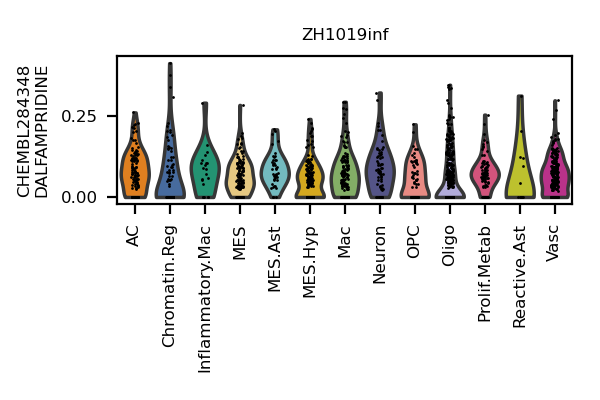 ZH1019inf
CHEMBL284348
DALFAMPRIDINE
0.25
0.00
AC
Chromatin.Reg
Inflammatory.Mac
MES
MES.Ast
MES.Hyp
Mac
Neuron
OPC
Oligo
Prolif.Metab
Reactive.Ast
Vasc